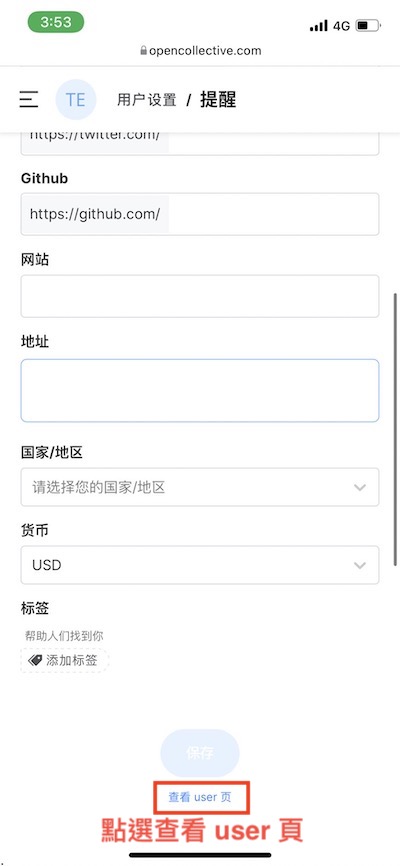 3:53
4G
opencollective.com
TE
用户设置 / 提醒
https://twitter.com/
Github
https://github.com/
网站
地址
国家/地区
请选择您的国家/地区
货币
USD
标签
帮助人们找到你
添加标签
保存
查看 user 页
點選查看 user 頁